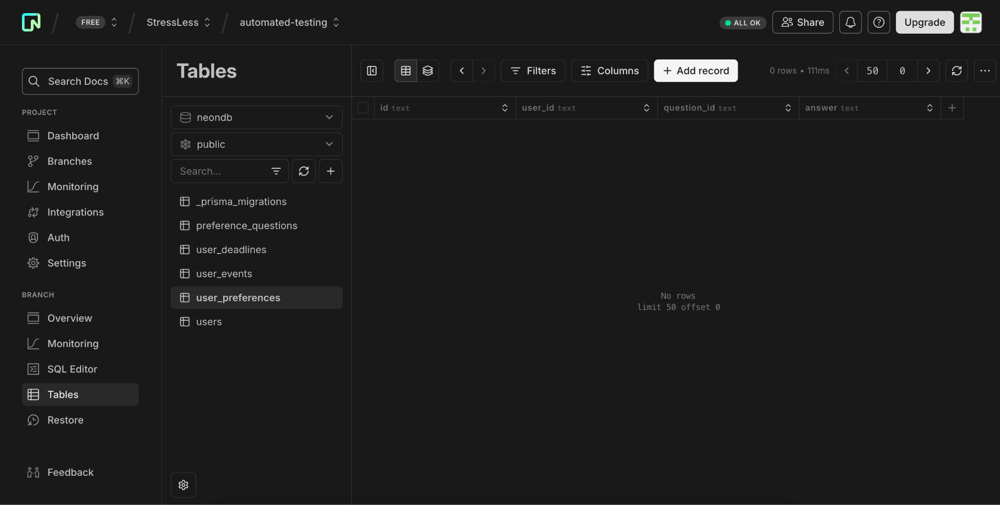 FREE
StressLess
automated-testing
ALL OK
Share
Upgrade
Search Docs ⌘K
PROJECT
Dashboard
Branches
Monitoring
Integrations
Auth
Settings
BRANCH
Overview
Monitoring
SQL Editor
Tables
Restore
Feedback
Tables
neondb
public
Search...
_prisma_migrations
preference_questions
user_deadlines
user_events
user_preferences
users
Filters
Columns
Add record
0 rows • 111ms
50
0
id text
user_id text
question_id text
answer text
No rows
limit 50 offset 0